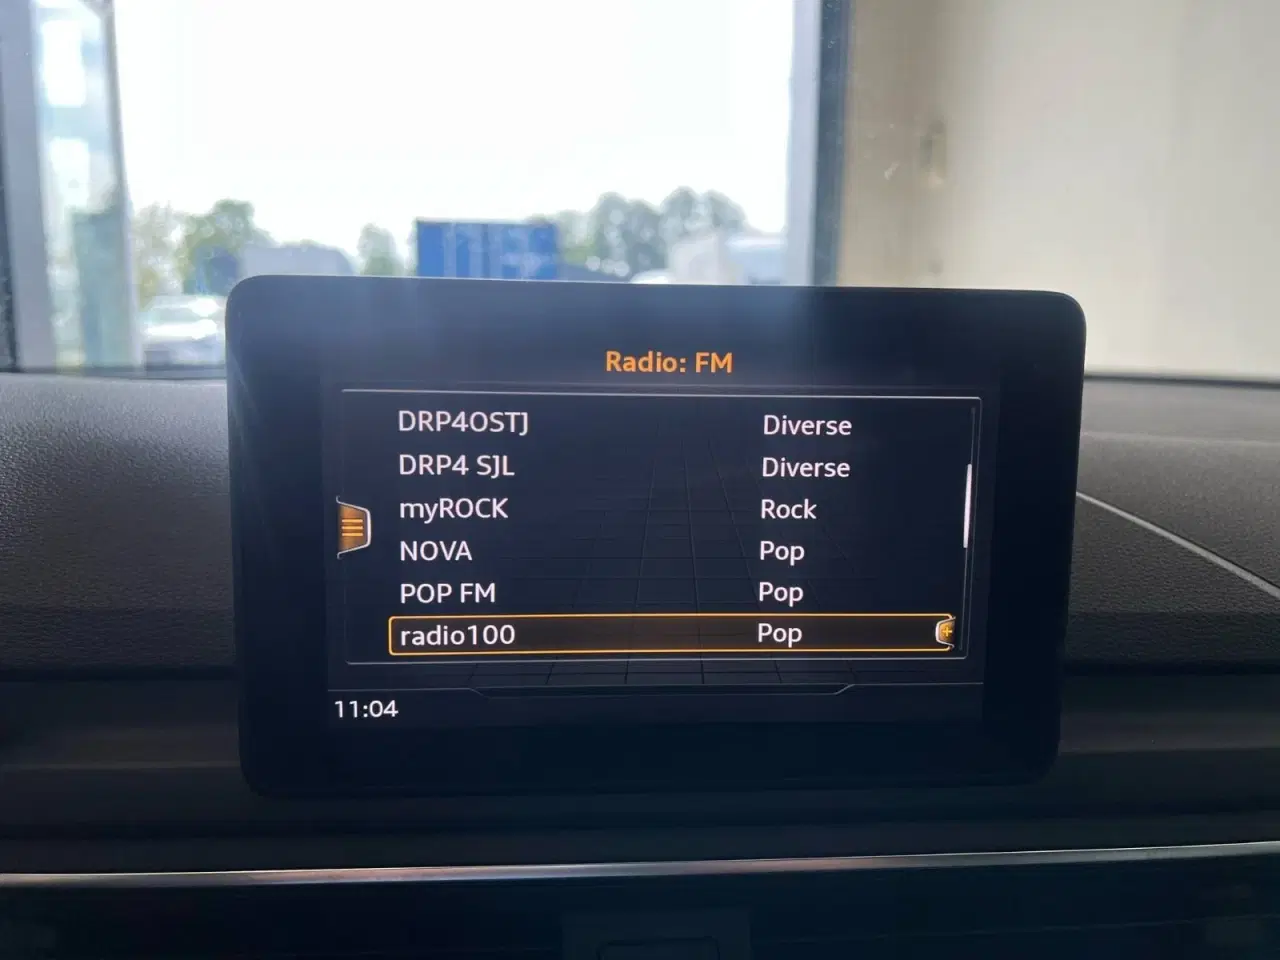 Radio: FM
DRP4OSTJ Diverse
DRP4 SJL Diverse
myROCK Rock
NOVA Pop
POP FM Pop
radio100 Pop
11:04